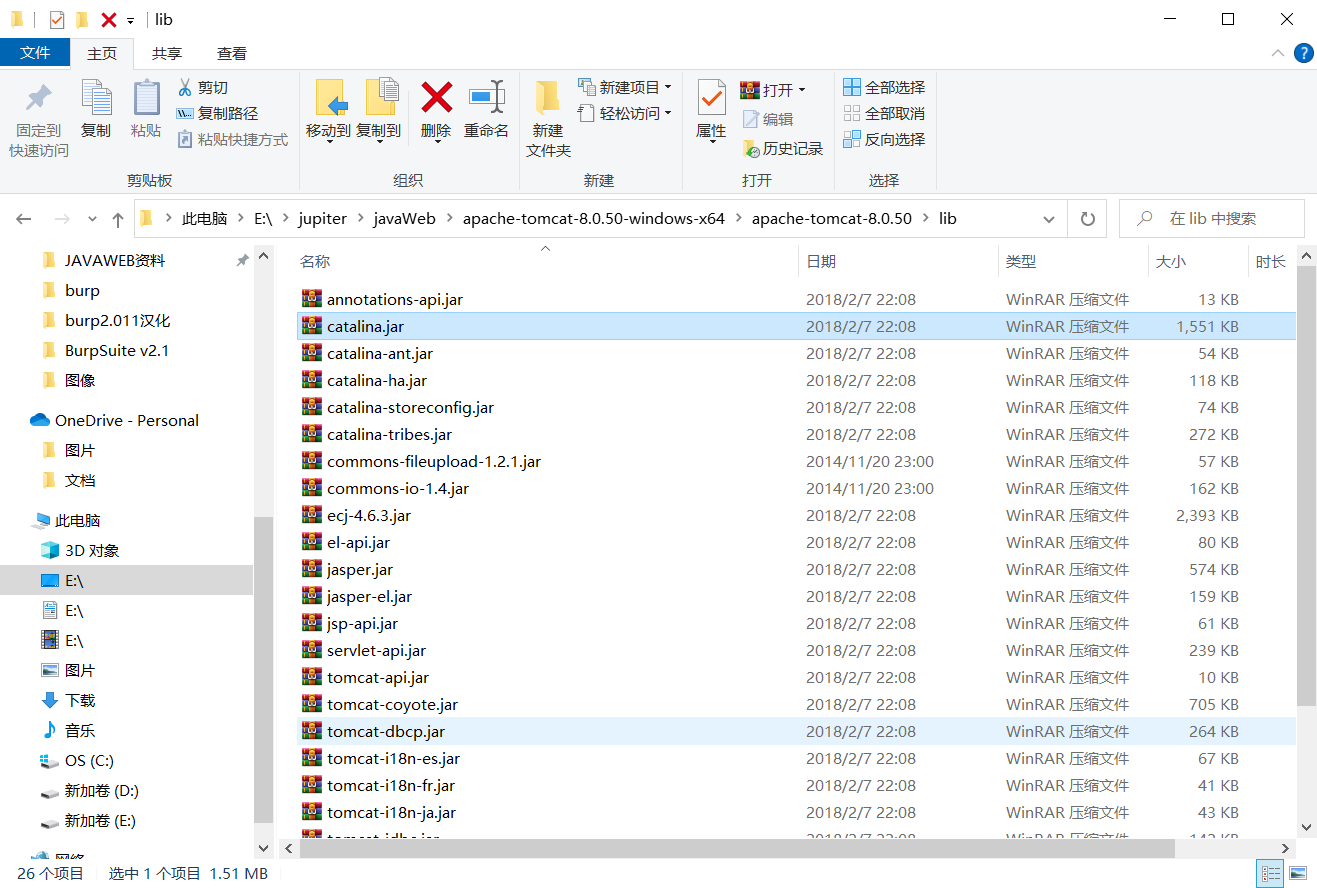 lib
文件 主页 共享 查看
固定到快速访问
复制
粘贴
剪切
复制路径
粘贴快捷方式
剪贴板
移动到
复制到
删除
重命名
组织
新建文件夹
新建项目
轻松访问
新建
属性
打开
编辑
历史记录
打开
全部选择
全部取消
反向选择
选择
此电脑 E:\ jupiter javaWeb apache-tomcat-8.0.50-windows-x64 apache-tomcat-8.0.50 lib
在 lib 中搜索
JAVAWEB资料
burp
burp2.011汉化
BurpSuite v2.1
图像
OneDrive - Personal
图片
文档
此电脑
3D 对象
E:\
E:\
E:\
图片
下载
音乐
OS (C:)
新加卷 (D:)
新加卷 (E:)
网络
名称 日期 类型 大小 时长
annotations-api.jar 2018/2/7 22:08 WinRAR 压缩文件 13 KB
catalina.jar 2018/2/7 22:08 WinRAR 压缩文件 1,551 KB
catalina-ant.jar 2018/2/7 22:08 WinRAR 压缩文件 54 KB
catalina-ha.jar 2018/2/7 22:08 WinRAR 压缩文件 118 KB
catalina-storeconfig.jar 2018/2/7 22:08 WinRAR 压缩文件 74 KB
catalina-tribes.jar 2018/2/7 22:08 WinRAR 压缩文件 272 KB
commons-fileupload-1.2.1.jar 2014/11/20 23:00 WinRAR 压缩文件 57 KB
commons-io-1.4.jar 2014/11/20 23:00 WinRAR 压缩文件 162 KB
ecj-4.6.3.jar 2018/2/7 22:08 WinRAR 压缩文件 2,393 KB
el-api.jar 2018/2/7 22:08 WinRAR 压缩文件 80 KB
jasper.jar 2018/2/7 22:08 WinRAR 压缩文件 574 KB
jasper-el.jar 2018/2/7 22:08 WinRAR 压缩文件 159 KB
jsp-api.jar 2018/2/7 22:08 WinRAR 压缩文件 61 KB
servlet-api.jar 2018/2/7 22:08 WinRAR 压缩文件 239 KB
tomcat-api.jar 2018/2/7 22:08 WinRAR 压缩文件 10 KB
tomcat-coyote.jar 2018/2/7 22:08 WinRAR 压缩文件 705 KB
tomcat-dbcp.jar 2018/2/7 22:08 WinRAR 压缩文件 264 KB
tomcat-i18n-es.jar 2018/2/7 22:08 WinRAR 压缩文件 67 KB
tomcat-i18n-fr.jar 2018/2/7 22:08 WinRAR 压缩文件 41 KB
tomcat-i18n-ja.jar 2018/2/7 22:08 WinRAR 压缩文件 43 KB
26 个项目 选中 1 个项目 1.51 MB